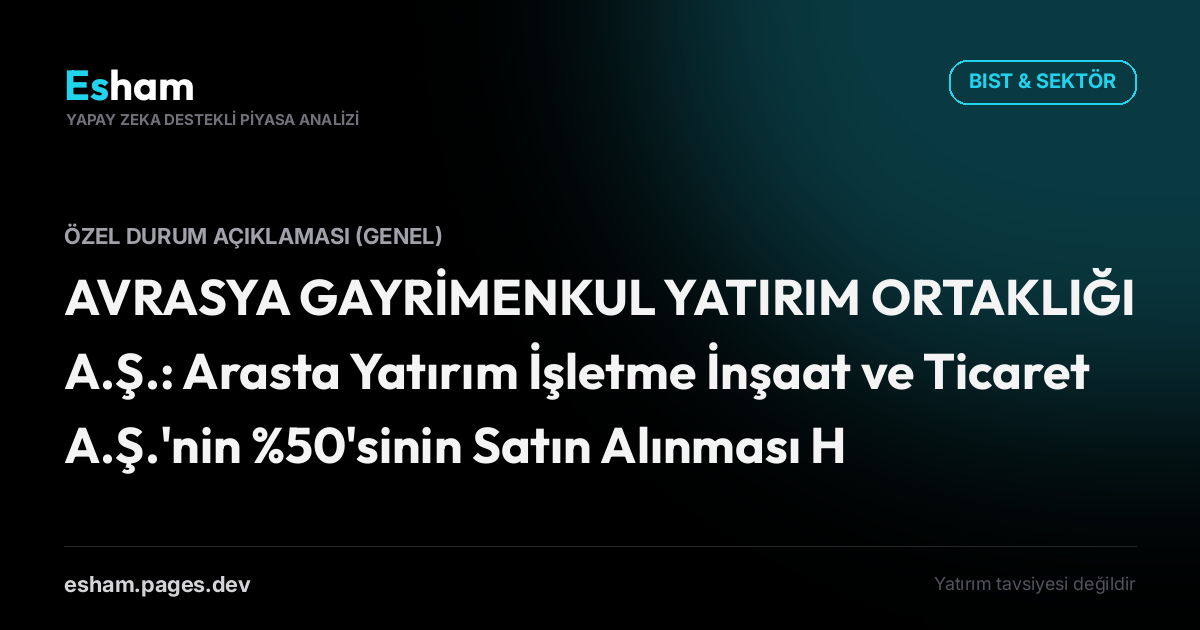 Esham
BIST & SEKTÖR
YAPAY ZEKA DESTEKLİ PİYASA ANALİZİ
ÖZEL DURUM AÇIKLAMASI (GENEL)
AVRASYA GAYRİMENKUL YATIRIM ORTAKLIĞI
A.Ş.: Arasta Yatırım İşletme İnşaat ve Ticaret
A.Ş.'nin %50'sinin Satın Alınması H
esham.pages.dev
Yatırım tavsiyesi değildir